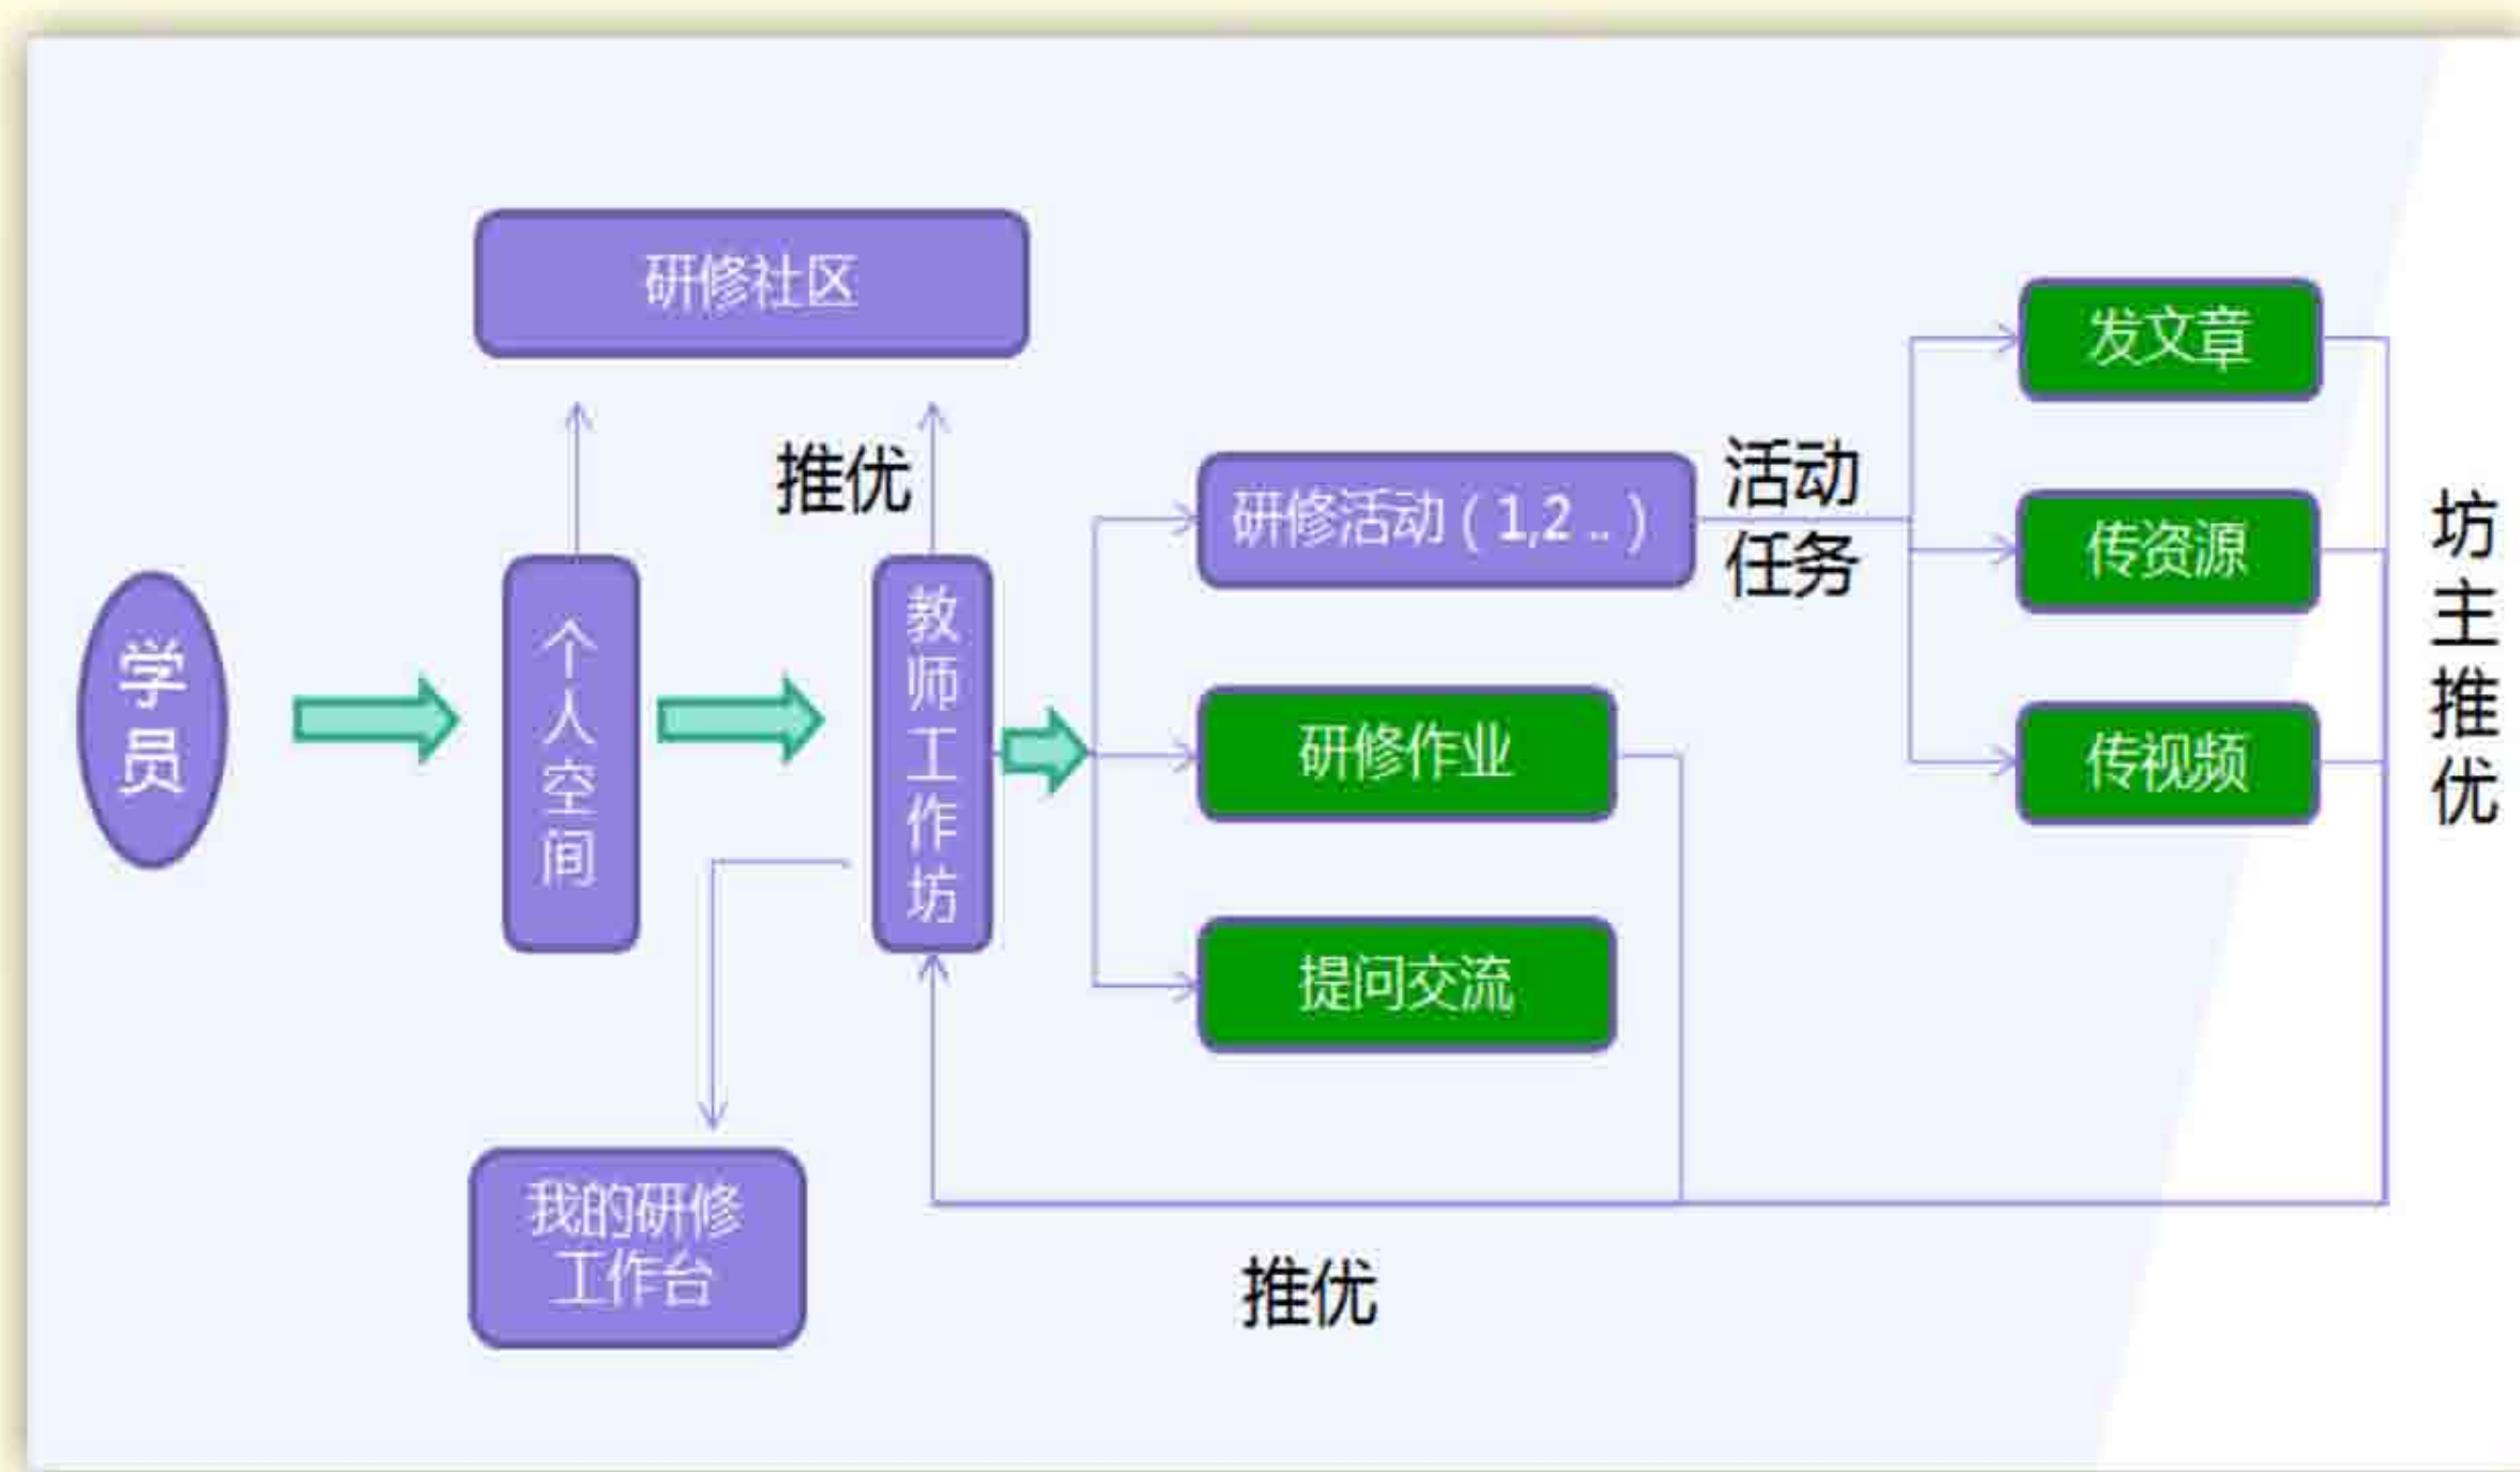 研修社区
发文章
推优
活动
任务
研修活动（1,2 ..）
传资源
坊主推优
学员
个人空间
教师工作坊
研修作业
传视频
提问交流
我的研修
工作台
推优